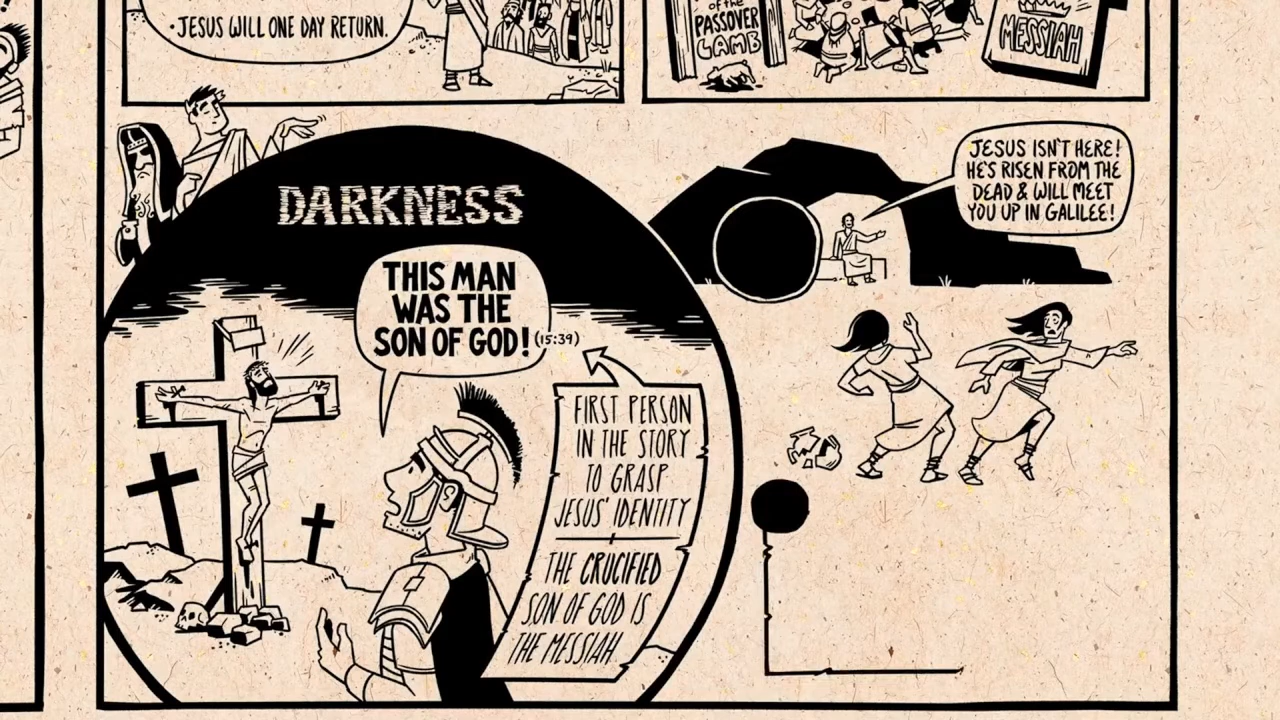 • JESUS WILL ONE DAY RETURN.
of the
PASSOVER
LAMB
MESSIAH
DARKNESS
THIS MAN
WAS THE
SON OF GOD! (15:39)
FIRST PERSON
IN THE STORY
TO GRASP
JESUS' IDENTITY
THE CRUCIFIED
SON OF GOD IS
THE MESSIAH
JESUS ISN'T HERE!
HE'S RISEN FROM THE
DEAD & WILL MEET
YOU UP IN GALILEE!